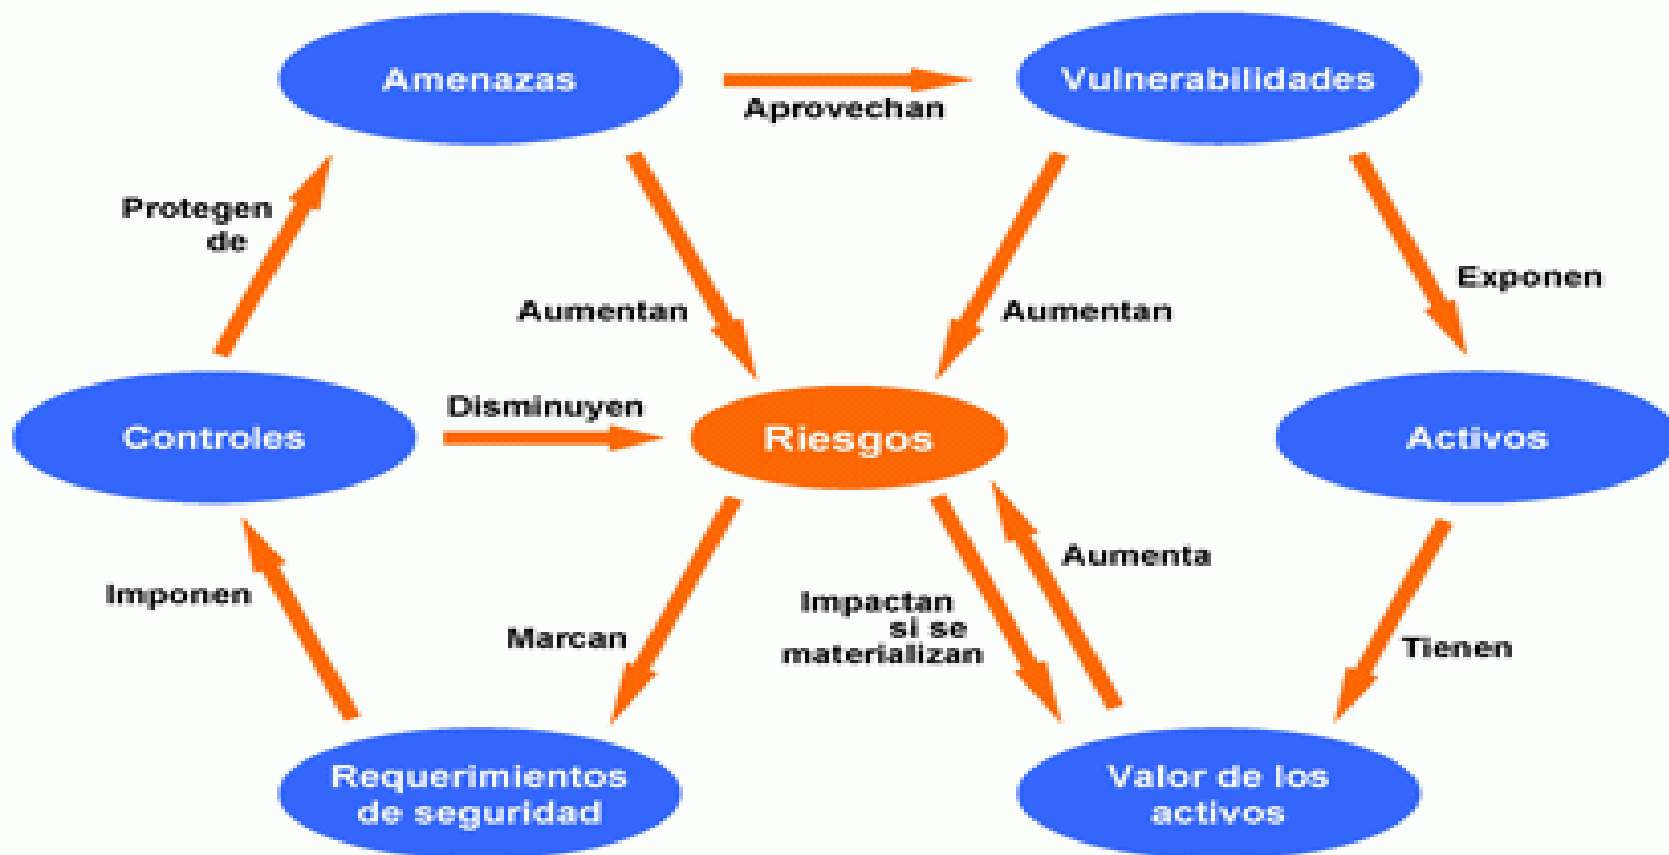 Amenazas
Vulnerabilidades
Aprovechan
Protegen
de
Exponen
Aumentan
Aumentan
Disminuyen
Controles
Riesgos
Activos
Aumenta
Imponen
Impactan
si se
materializan
Marcan
Tienen
Requerimientos
de seguridad
Valor de los
activos